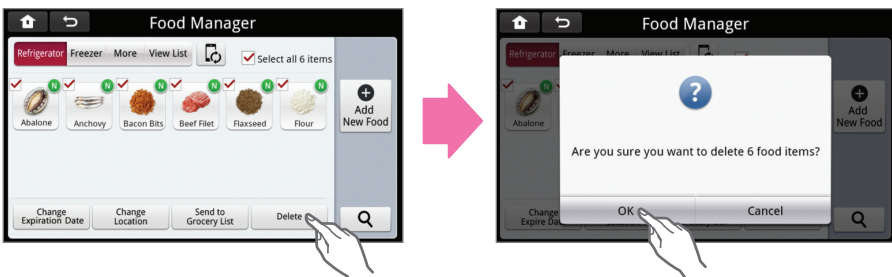 Food Manager
Refrigerator Freezer More View List
Select all 6 items
N N N N N N
Abalone Anchovy Bacon Bits Beef Filet Flaxseed Flour
Add
New Food
Change
Expiration Date
Change
Location
Send to
Grocery List
Delete
Food Manager
Refrigerator Freezer More View List
N
Abalone
Add
New Food
?
Are you sure you want to delete 6 food items?
OK Cancel
Change
Expire Da